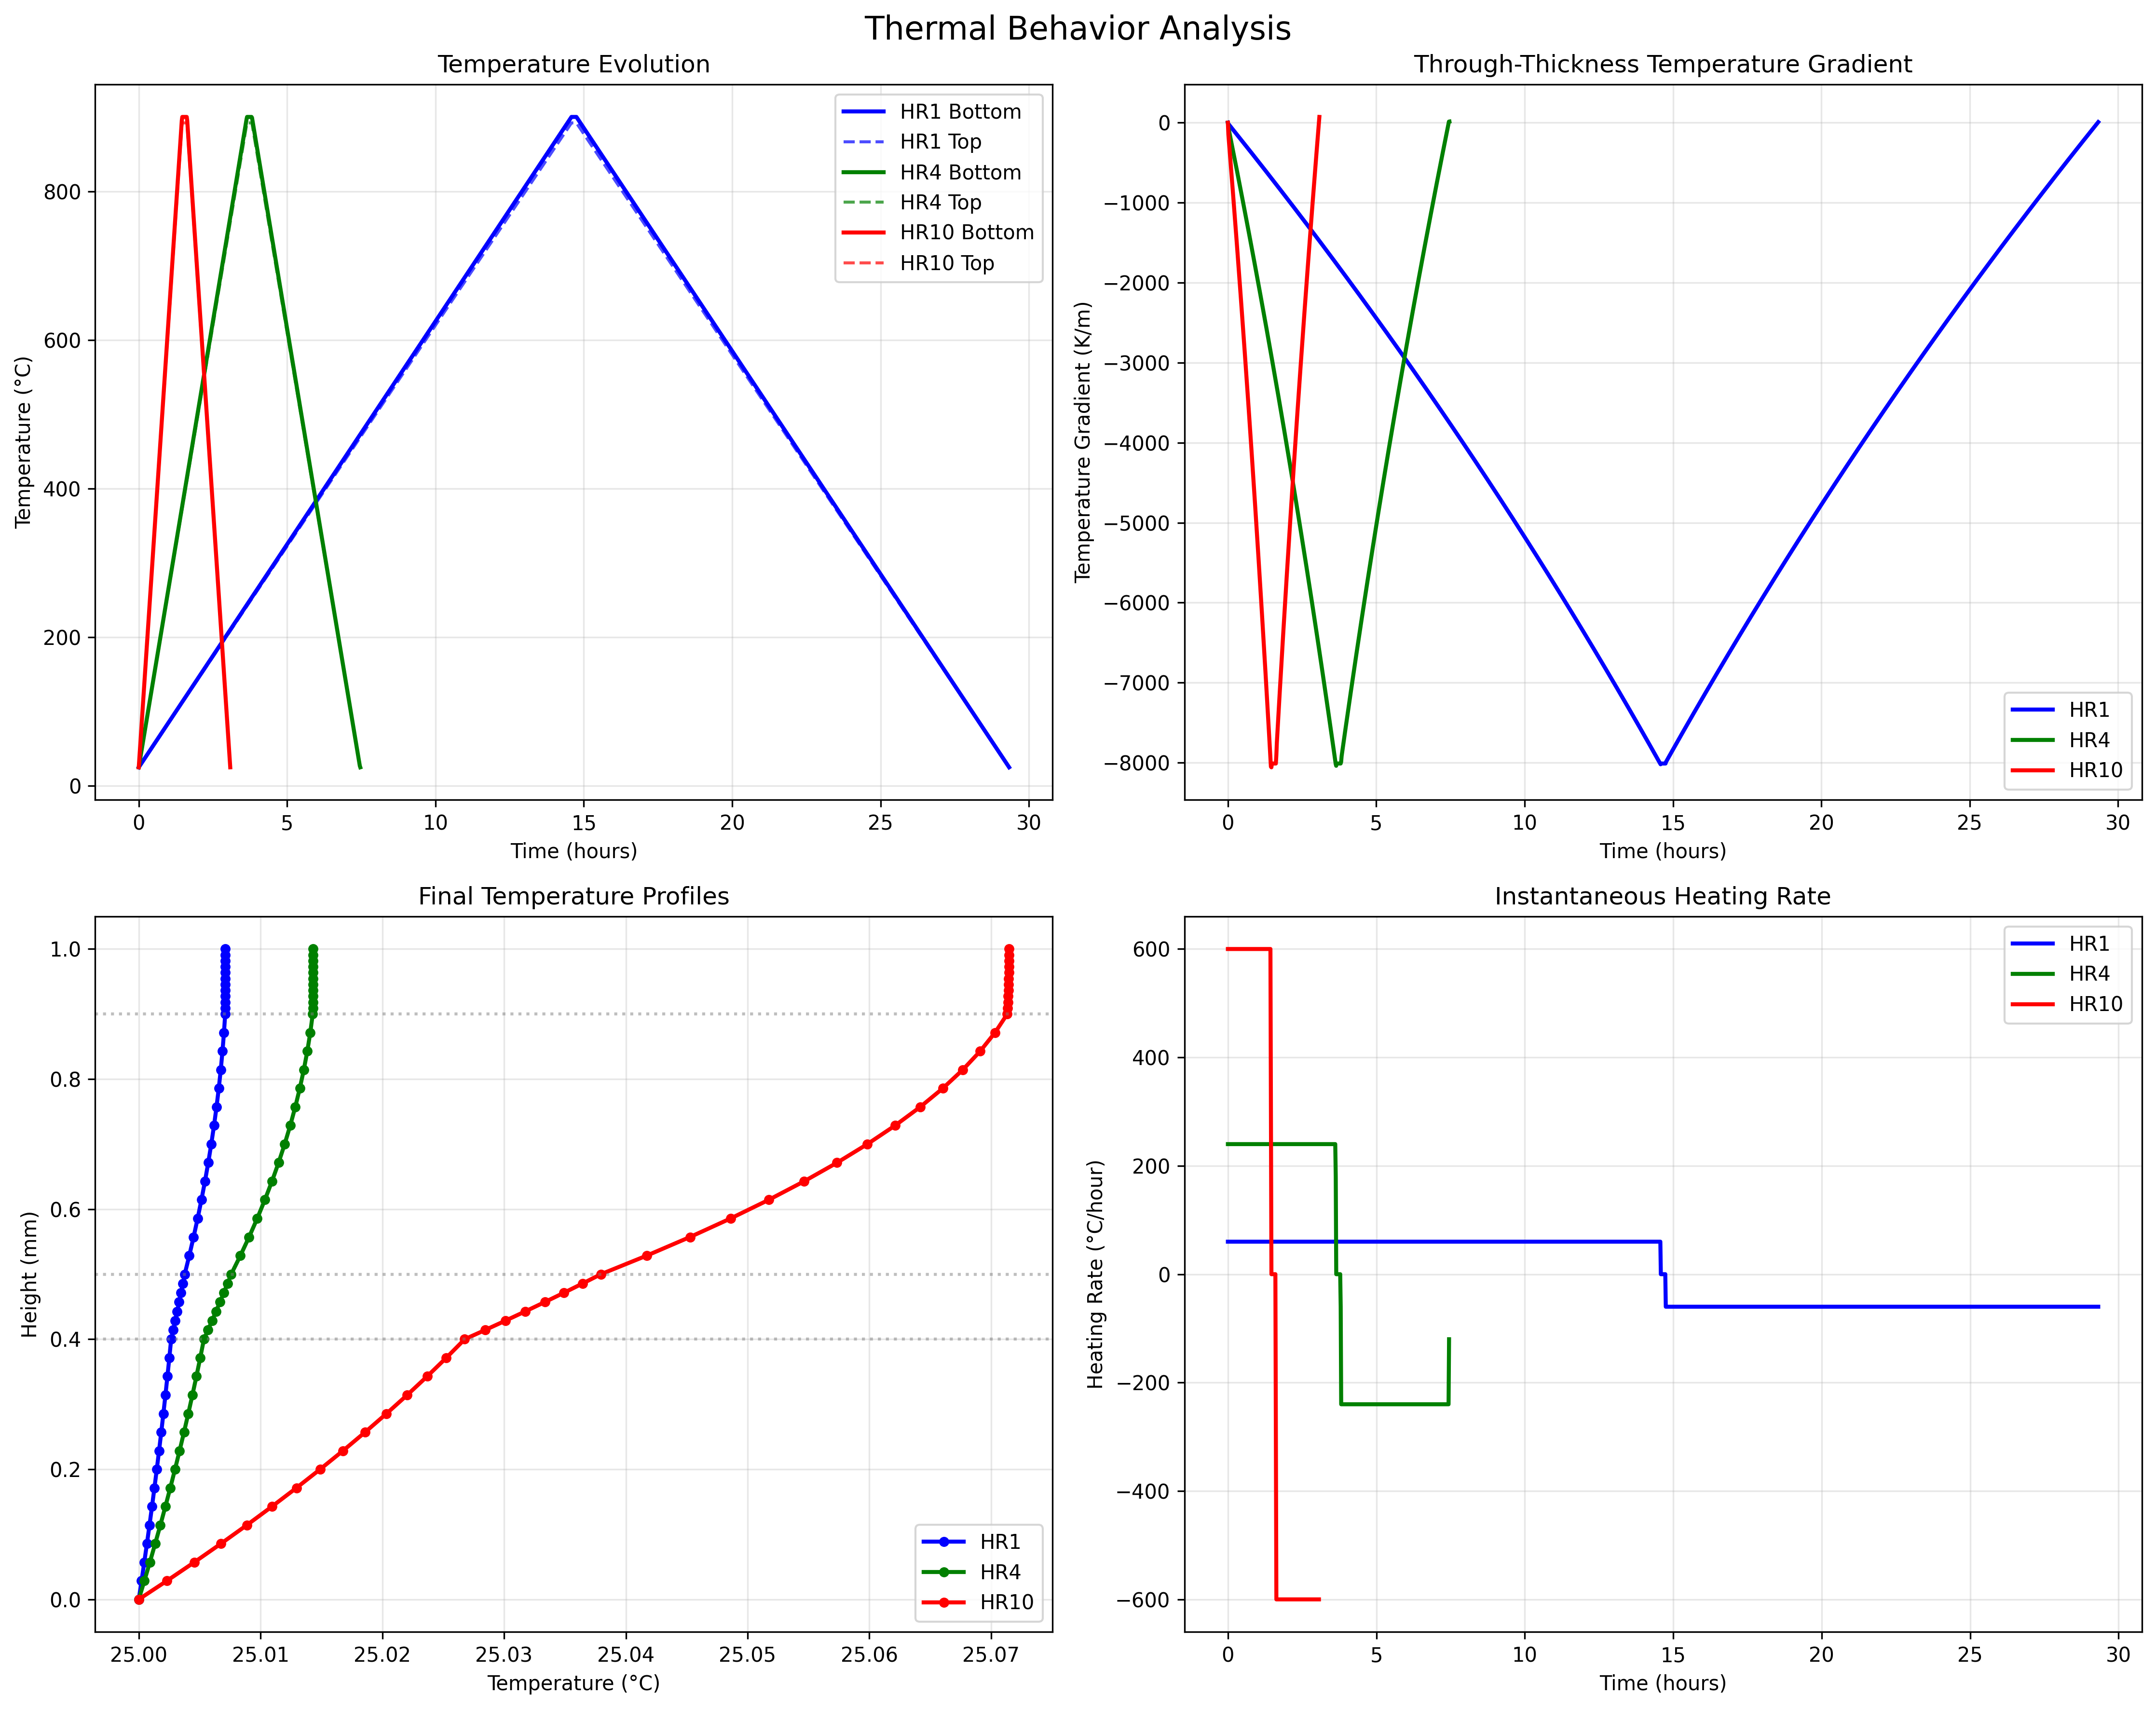 Thermal Behavior Analysis
Temperature Evolution
Temperature (°C)
800
600
400
200
0
HR1 Bottom
HR1 Top
HR4 Bottom
HR4 Top
HR10 Bottom
HR10 Top
0 5 10 15 20 25 30
Time (hours)
Through-Thickness Temperature Gradient
Temperature Gradient (K/m)
0
−1000
−2000
−3000
−4000
−5000
−6000
−7000
−8000
HR1
HR4
HR10
0 5 10 15 20 25 30
Time (hours)
Final Temperature Profiles
Height (mm)
1.0
0.8
0.6
0.4
0.2
0.0
HR1
HR4
HR10
25.00 25.01 25.02 25.03 25.04 25.05 25.06 25.07
Temperature (°C)
Instantaneous Heating Rate
Heating Rate (°C/hour)
600
400
200
0
−200
−400
−600
HR1
HR4
HR10
0 5 10 15 20 25 30
Time (hours)